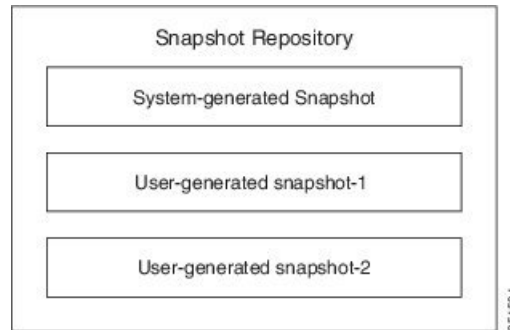 Snapshot Repository
System-generated Snapshot
User-generated snapshot-1
User-generated snapshot-2